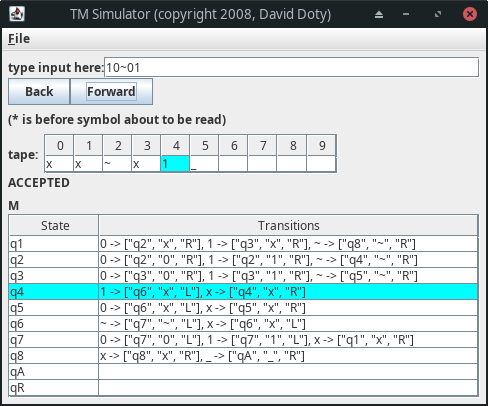 TM Simulator (copyright 2008, David Doty)
File
type input here: 10~01
Back Forward
(* is before symbol about to be read)
0 1 2 3 4 5 6 7 8 9
tape: x x ~ x 1 _
ACCEPTED
M
State Transitions
q1 0 -> ["q2", "x", "R"], 1 -> ["q3", "x", "R"], ~ -> ["q8", "~", "R"]
q2 0 -> ["q2", "0", "R"], 1 -> ["q2", "1", "R"], ~ -> ["q4", "~", "R"]
q3 0 -> ["q3", "0", "R"], 1 -> ["q3", "1", "R"], ~ -> ["q5", "~", "R"]
q4 1 -> ["q6", "x", "L"], x -> ["q4", "x", "R"]
q5 0 -> ["q6", "x", "L"], x -> ["q5", "x", "R"]
q6 ~ -> ["q7", "~", "L"], x -> ["q6", "x", "L"]
q7 0 -> ["q7", "0", "L"], 1 -> ["q7", "1", "L"], x -> ["q1", "x", "R"]
q8 x -> ["q8", "x", "R"], _ -> ["qA", "_", "R"]
qA
qR